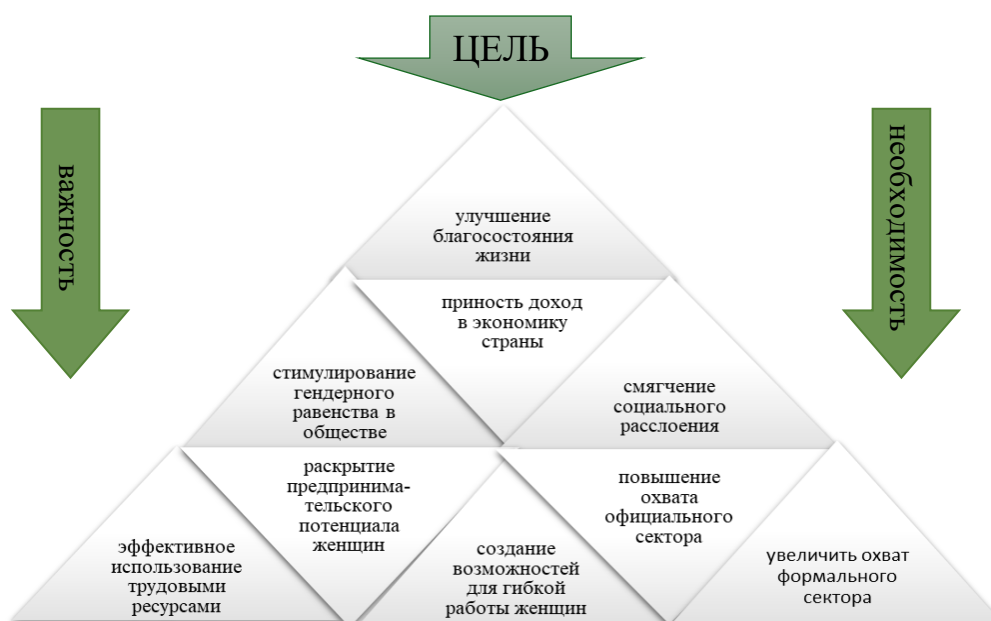 ЦЕЛЬ
важность
необходимость
улучшение
благосостояния
жизни
приность доход
в экономику
страны
стимулирование
гендерного
равенства в
обществе
смягчение
социального
расслоения
раскрытие
предпринима-
тельского
потенциала
женщин
повышение
охвата
официального
сектора
эффективное
использование
трудовыми
ресурсами
создание
возможностей
для гибкой
работы женщин
увеличить охват
формального
сектора